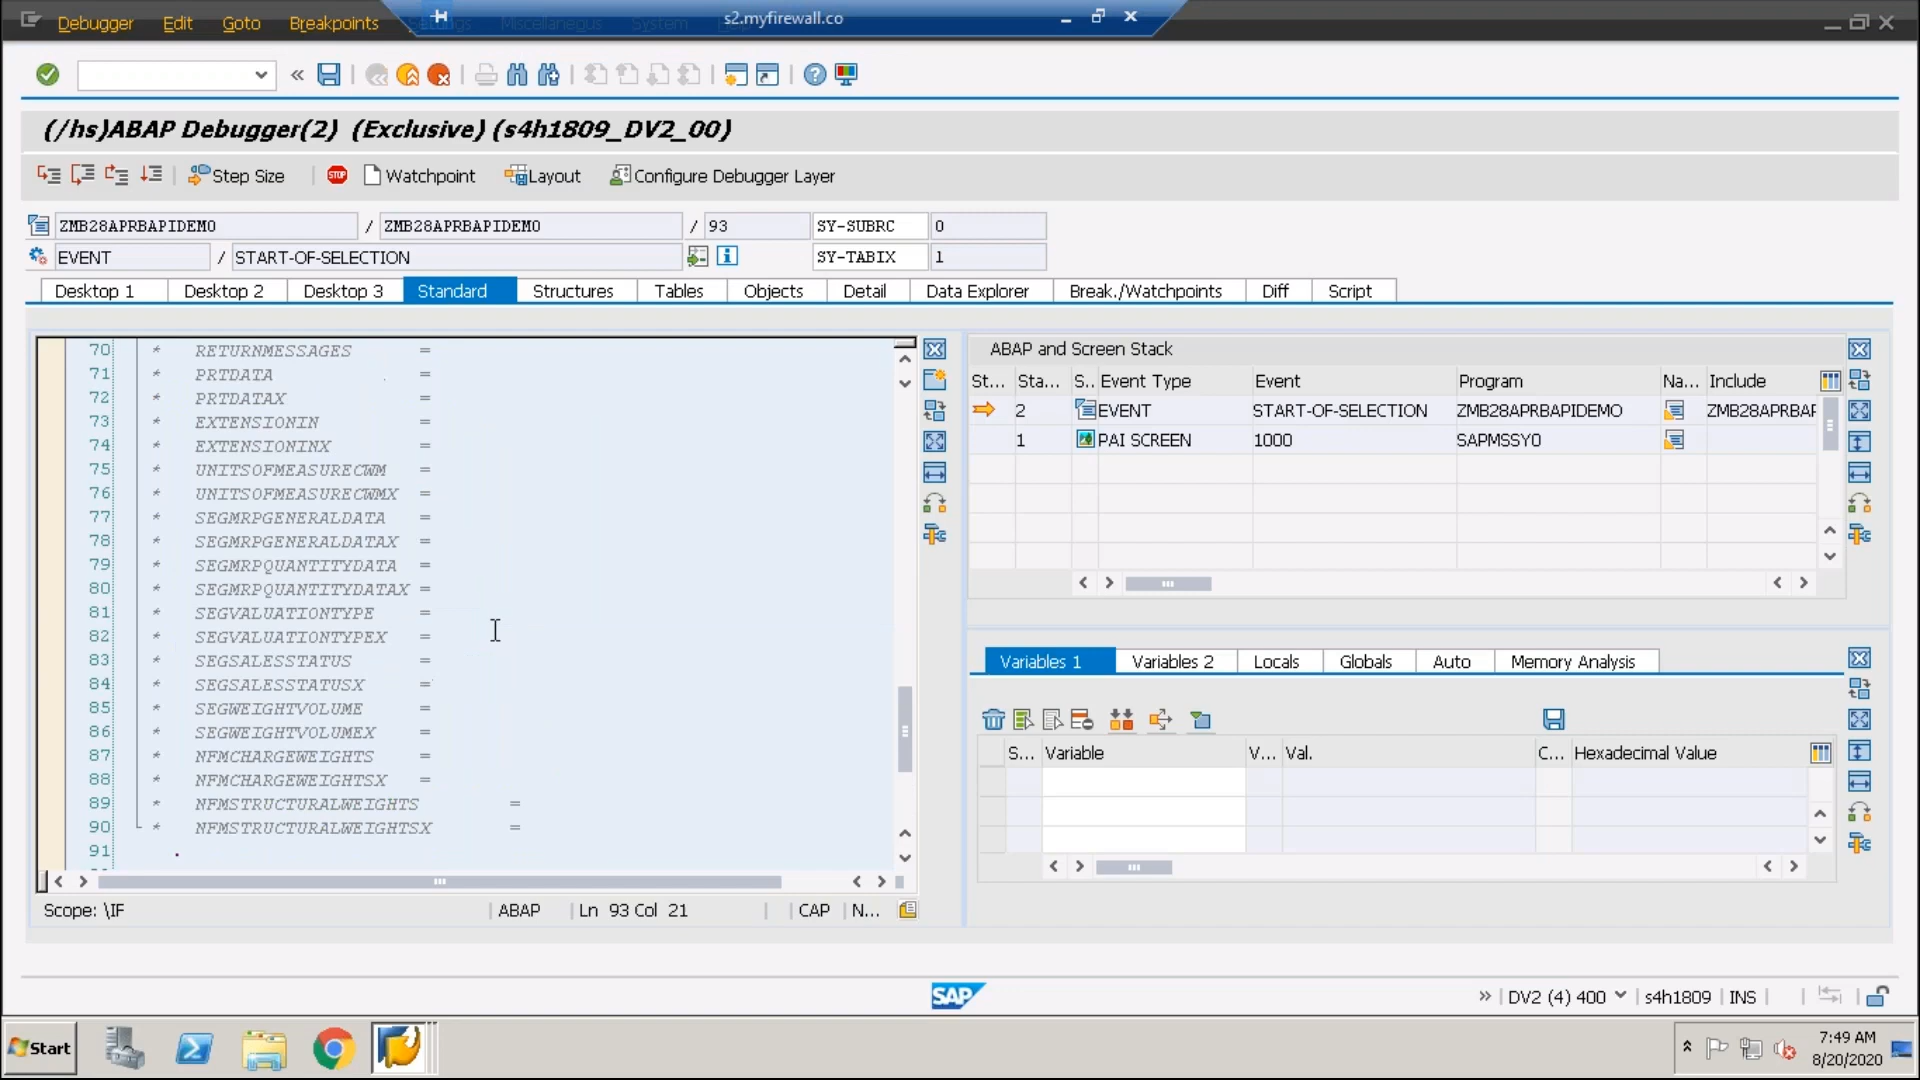 Debugger Edit Goto Breakpoints Settings Miscellaneous System
s2.myfirewall.co
(/hs)ABAP Debugger(2) (Exclusive) (s4h1809_DV2_00)
Step Size STOP Watchpoint Layout Configure Debugger Layer
ZMB28APRBAPIDEMO / ZMB28APRBAPIDEMO / 93 SY-SUBRC 0
EVENT / START-OF-SELECTION SY-TABIX 1
Desktop 1 Desktop 2 Desktop 3 Standard Structures Tables Objects Detail Data Explorer Break./Watchpoints Diff Script
70 * RETURNMESSAGES =
71 * PRTDATA =
72 * PRTDATAX =
73 * EXTENSIONIN =
74 * EXTENSIONINX =
75 * UNITSOFMEASURECWM =
76 * UNITSOFMEASURECWMX =
77 * SEGMRPGENERALDATA =
78 * SEGMRPGENERALDATAX =
79 * SEGMRPQUANTITYDATA =
80 * SEGMRPQUANTITYDATAX =
81 * SEGVALUATIONTYPE =
82 * SEGVALUATIONTYPEX =
83 * SEGSALESSTATUS =
84 * SEGSALESSTATUSX =
85 * SEGWEIGHTVOLUME =
86 * SEGWEIGHTVOLUMEX =
87 * NFMCHARGEWEIGHTS =
88 * NFMCHARGEWEIGHTSX =
89 * NFMSTRUCTURALWEIGHTS =
90 * NFMSTRUCTURALWEIGHTSX =
91 .
Scope: \IF ABAP Ln 93 Col 21 CAP N...
ABAP and Screen Stack
St... Sta... S.. Event Type Event Program Na... Include
2 EVENT START-OF-SELECTION ZMB28APRBAPIDEMO ZMB28APRBAP
1 PAI SCREEN 1000 SAPMSSY0
Variables 1 Variables 2 Locals Globals Auto Memory Analysis
S... Variable V... Val. C... Hexadecimal Value
SAP
DV2 (4) 400 s4h1809 INS
Start
7:49 AM
8/20/2020